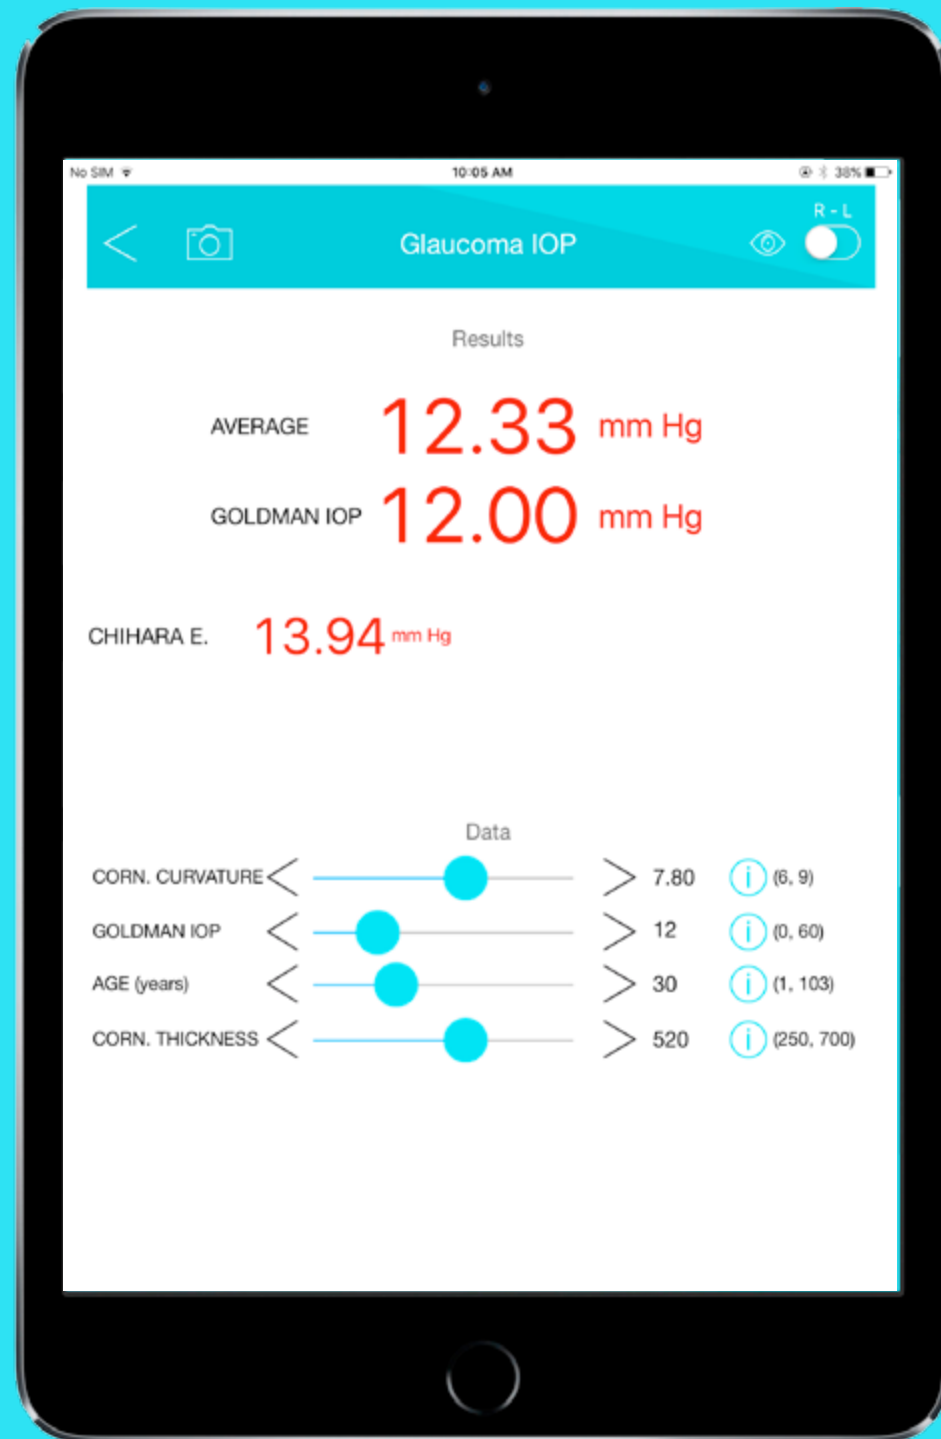 No SIM 10:05 AM 38%
R - L
Glaucoma IOP
Results
AVERAGE 12.33 mm Hg
GOLDMAN IOP 12.00 mm Hg
CHIHARA E. 13.94 mm Hg
Data
CORN. CURVATURE < > 7.80 i (6, 9)
GOLDMAN IOP < > 12 i (0, 60)
AGE (years) < > 30 i (1, 103)
CORN. THICKNESS < > 520 i (250, 700)